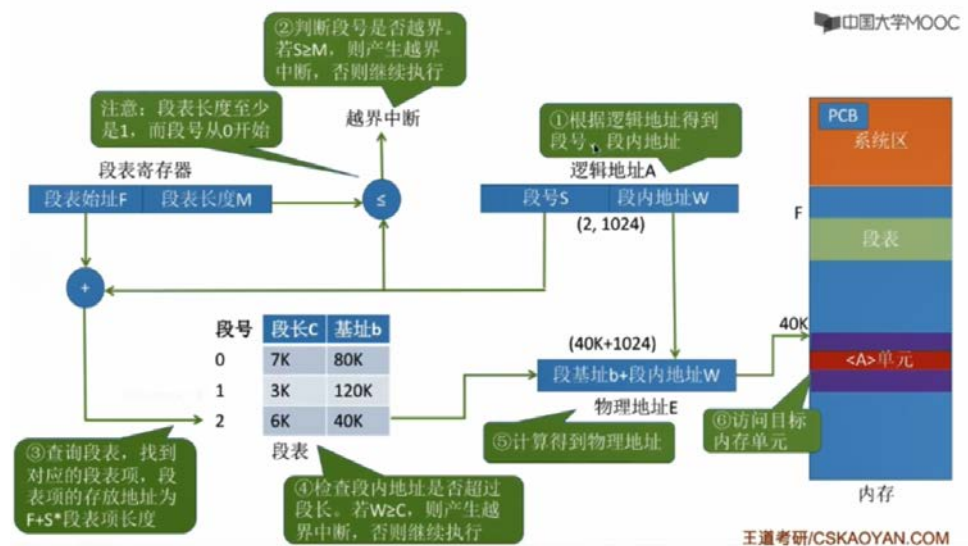 中国大学MOOC
②判断段号是否越界。
若S≥M，则产生越界
中断，否则继续执行
注意：段表长度至少
是1，而段号从0开始
越界中断
①根据逻辑地址得到
段号、段内地址
PCB
系统区
段表寄存器
逻辑地址A
段表始址F
段表长度M
≤
段号S
段内地址W
(2, 1024)
F
段表
+
段号
段长C
基址b
0
7K
80K
1
3K
120K
2
6K
40K
段表
(40K+1024)
段基址b+段内地址W
物理地址E
40K
<A>单元
③查询段表，找到
对应的段表项，段
表项的存放地址为
F+S*段表项长度
④检查段内地址是否超过
段长。若W≥C，则产生越
界中断，否则继续执行
⑤计算得到物理地址
⑥访问目标
内存单元
内存
王道考研/CSKAOYAN.COM